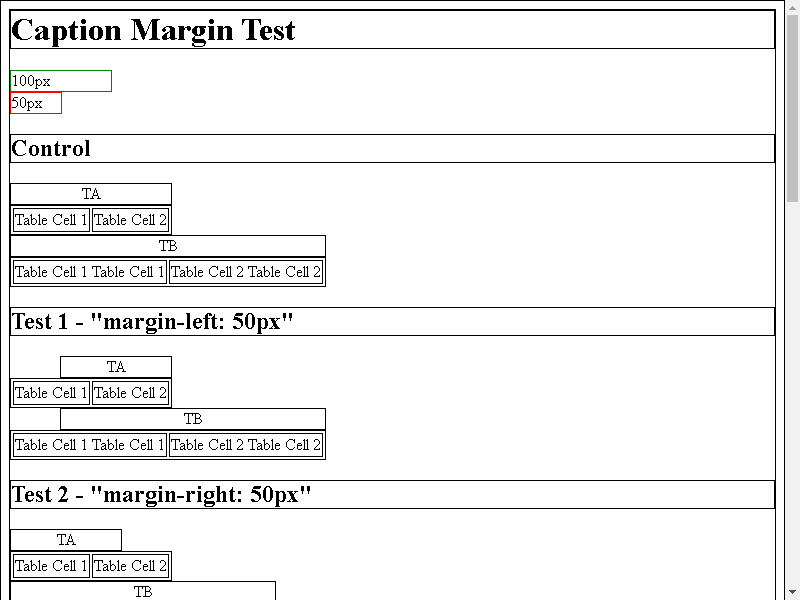 Caption Margin Test
100px
50px
Control
TA
Table Cell 1 Table Cell 2
TB
Table Cell 1 Table Cell 1 Table Cell 2 Table Cell 2
Test 1 - "margin-left: 50px"
TA
Table Cell 1 Table Cell 2
TB
Table Cell 1 Table Cell 1 Table Cell 2 Table Cell 2
Test 2 - "margin-right: 50px"
TA
Table Cell 1 Table Cell 2
TB